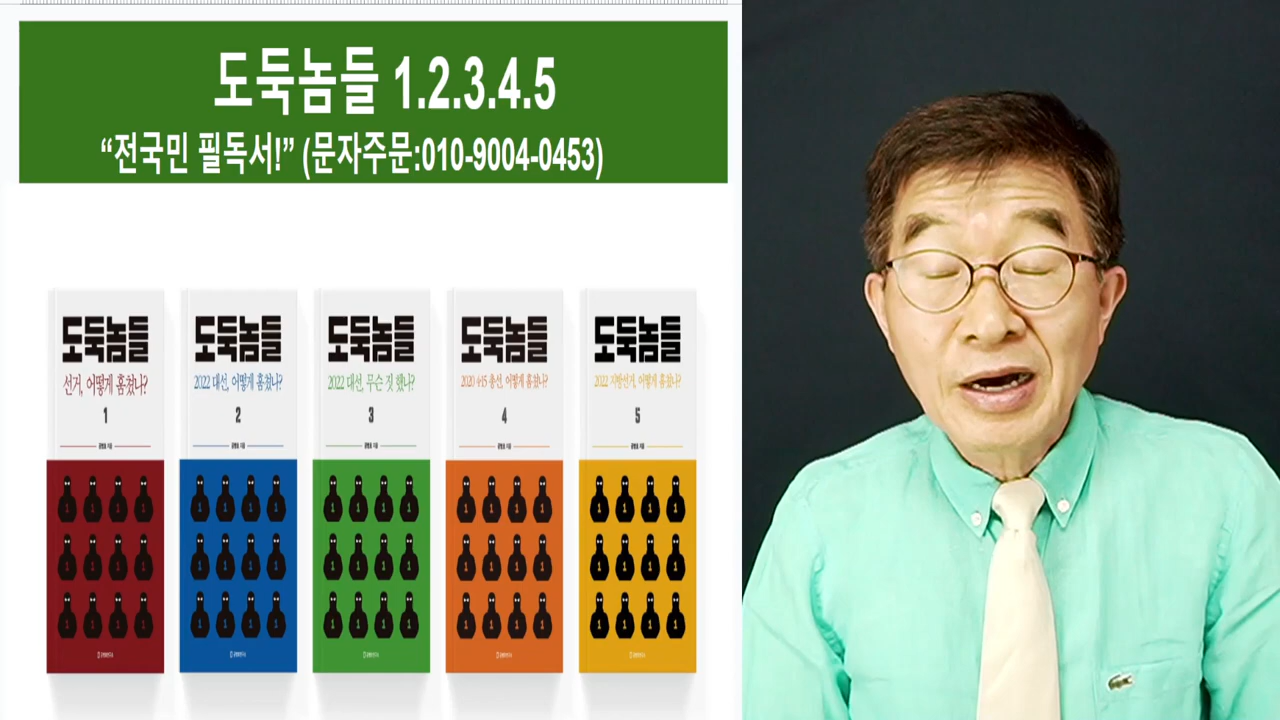 도둑놈들 1.2.3.4.5
“전국민 필독서!” (문자주문:010-9004-0453)
도둑놈들
선거, 어떻게 훔쳤나?
1
도둑놈들
2022 대선, 어떻게 훔쳤나?
2
도둑놈들
2022 대선, 무슨 짓 했나?
3
도둑놈들
2020 4·15 총선, 어떻게 훔쳤나?
4
도둑놈들
2022 지방선거, 어떻게 훔쳤나?
5